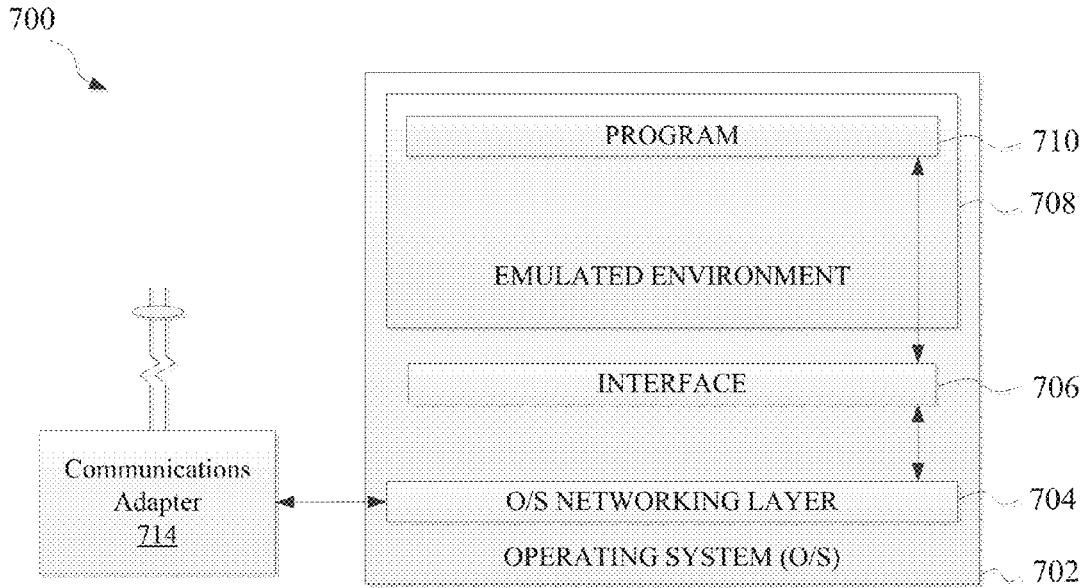 700
PROGRAM
710
708
EMULATED ENVIRONMENT
INTERFACE
706
Communications
Adapter
714
O/S NETWORKING LAYER
704
OPERATING SYSTEM (O/S)
702